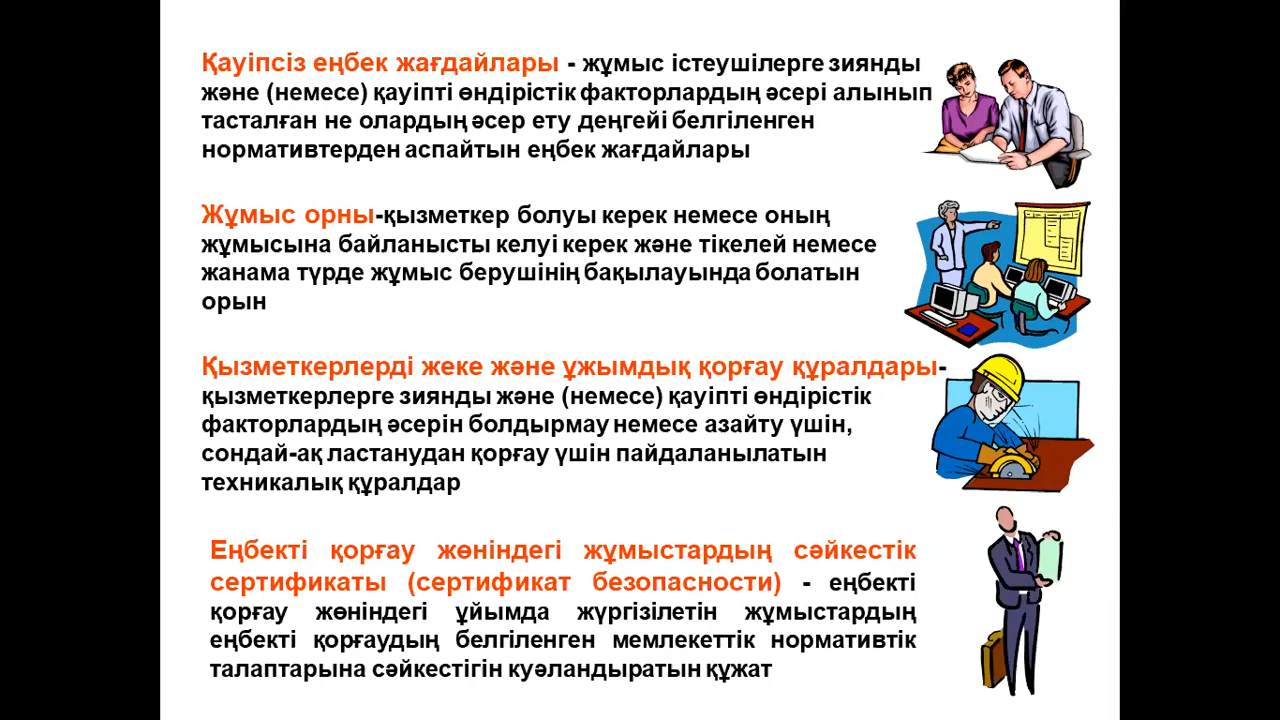 Қауіпсіз еңбек жағдайлары - жұмыс істеушілерге зиянды
және (немесе) қауіпті өндірістік факторлардың әсері алынып
тасталған не олардың әсер ету деңгейі белгіленген
нормативтерден аспайтын еңбек жағдайлары
Жұмыс орны-қызметкер болуы керек немесе оның
жұмысына байланысты келуі керек және тікелей немесе
жанама түрде жұмыс берушінің бақылауында болатын
орын
Қызметкерлерді жеке және ұжымдық қорғау құралдары-
қызметкерлерге зиянды және (немесе) қауіпті өндірістік
факторлардың әсерін болдырмау немесе азайту үшін,
сондай-ақ ластанудан қорғау үшін пайдаланылатын
техникалық құралдар
Еңбекті қорғау жөніндегі жұмыстардың сәйкестік
сертификаты (сертификат безопасности) - еңбекті
қорғау жөніндегі ұйымда жүргізілетін жұмыстардың
еңбекті қорғаудың белгіленген мемлекеттік нормативтік
талаптарына сәйкестігін куәландыратын құжат